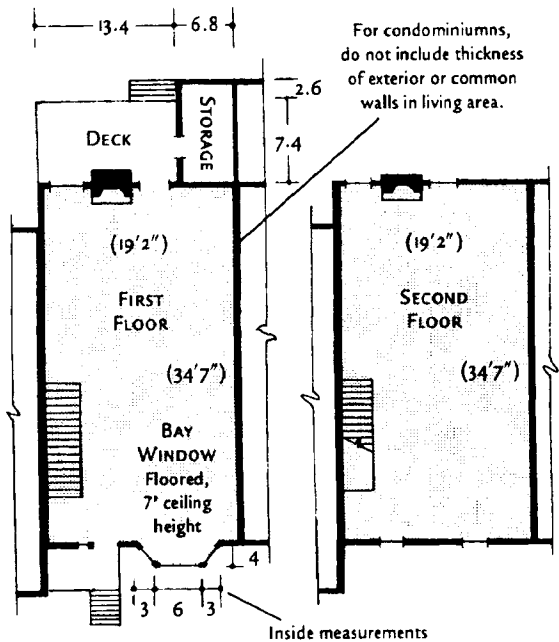 13.4 6.8
For condominiumns,
do not include thickness
of exterior or common
walls in living area.
2.6
STORAGE
DECK
7.4
(19'2")
(19'2")
FIRST
FLOOR
SECOND
FLOOR
(34'7")
(34'7")
BAY
WINDOW
Floored,
7' ceiling
height
4
3 6 3
Inside measurements